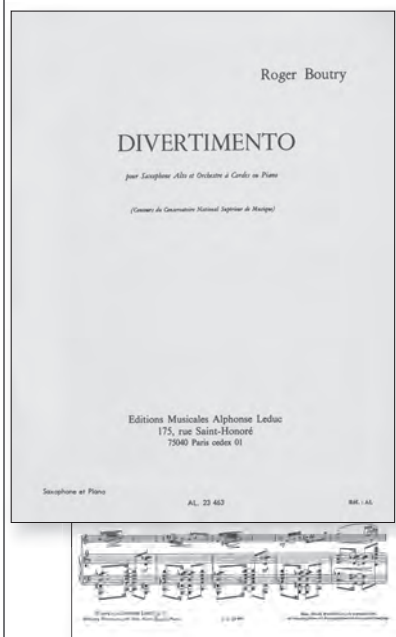 Roger Boutry
DIVERTIMENTO
pour Saxophone Alto et Orchestre à Cordes ou Piano
(Concours du Conservatoire National Supérieur de Musique)
Editions Musicales Alphonse Leduc
175, rue Saint-Honoré
75040 Paris cedex 01
Saxophone et Piano
AL. 23 463